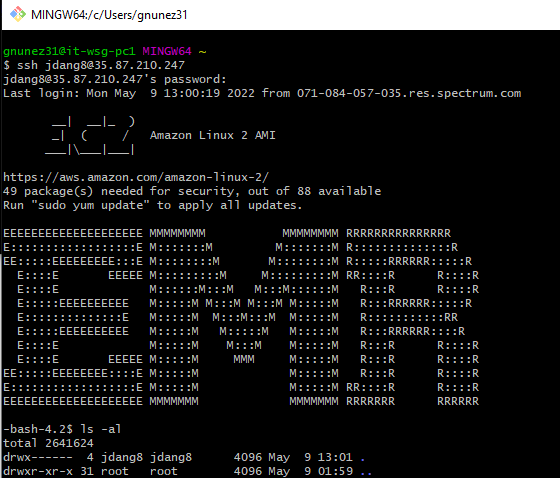 MINGW64:/c/Users/gnunez31
gnunez31@it-wsg-pc1 MINGW64 ~
$ ssh jdang8@35.87.210.247
jdang8@35.87.210.247's password:
Last login: Mon May  9 13:00:19 2022 from 071-084-057-035.res.spectrum.com
       __|  __|_  )
       _|  (     /   Amazon Linux 2 AMI
      ___|\___|___|
https://aws.amazon.com/amazon-linux-2/
49 package(s) needed for security, out of 88 available
Run "sudo yum update" to apply all updates.
EEEEEEEEEEEEEEEEEEEE MMMMMMMM           MMMMMMMM RRRRRRRRRRRRRRR
E::::::::::::::::::E M:::::::M         M:::::::M R::::::::::::::R
EE:::::EEEEEEEEE:::E M::::::::M       M::::::::M R:::::RRRRRR:::::R
  E::::E       EEEEE M:::::::::M     M:::::::::M RR::::R      R::::R
  E::::E             M::::::M:::M   M:::M::::::M   R:::R      R::::R
  E:::::EEEEEEEEEE   M:::::M M:::M M:::M M:::::M   R:::RRRRRR:::::R
  E::::::::::::::E   M:::::M  M:::M:::M  M:::::M   R:::::::::::RR
  E:::::EEEEEEEEEE   M:::::M   M:::::M   M:::::M   R:::RRRRRR::::R
  E::::E             M:::::M    M:::M    M:::::M   R:::R      R::::R
  E::::E       EEEEE M:::::M     MMM     M:::::M   R:::R      R::::R
EE:::::EEEEEEEE::::E M:::::M             M:::::M   R:::R      R::::R
E::::::::::::::::::E M:::::M             M:::::M RR::::R      R::::R
EEEEEEEEEEEEEEEEEEEE MMMMMMM             MMMMMMM RRRRRRR      RRRRRR
-bash-4.2$ ls -al
total 2641624
drwx------  4 jdang8 jdang8      4096 May  9 13:01 .
drwxr-xr-x 31 root   root        4096 May  9 01:59 ..